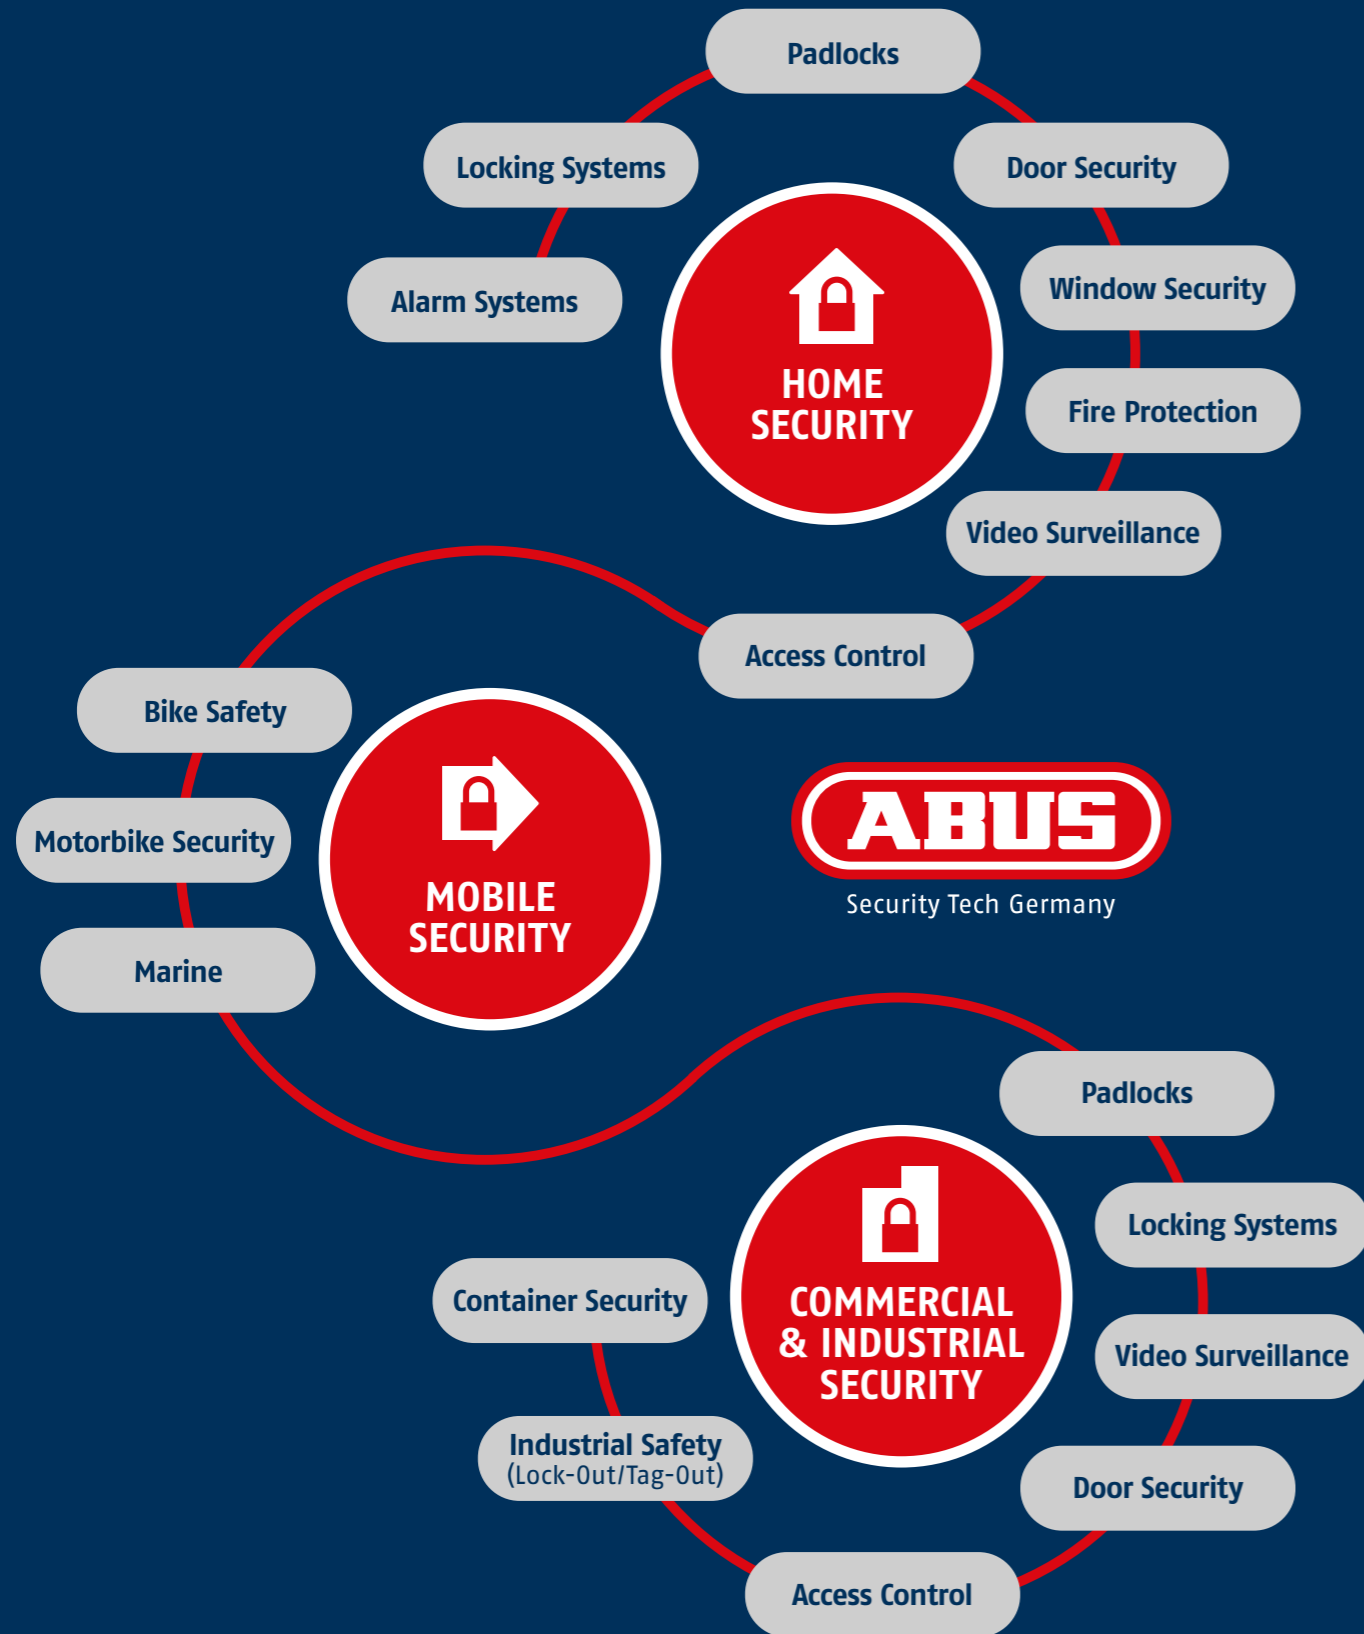 Padlocks
Locking Systems
Door Security
Alarm Systems
Window Security
HOME
SECURITY
Fire Protection
Video Surveillance
Access Control
Bike Safety
Motorbike Security
Marine
MOBILE
SECURITY
ABUS
Security Tech Germany
Padlocks
Locking Systems
Video Surveillance
Door Security
Access Control
Industrial Safety
(Lock-Out/Tag-Out)
Container Security
COMMERCIAL
& INDUSTRIAL
SECURITY